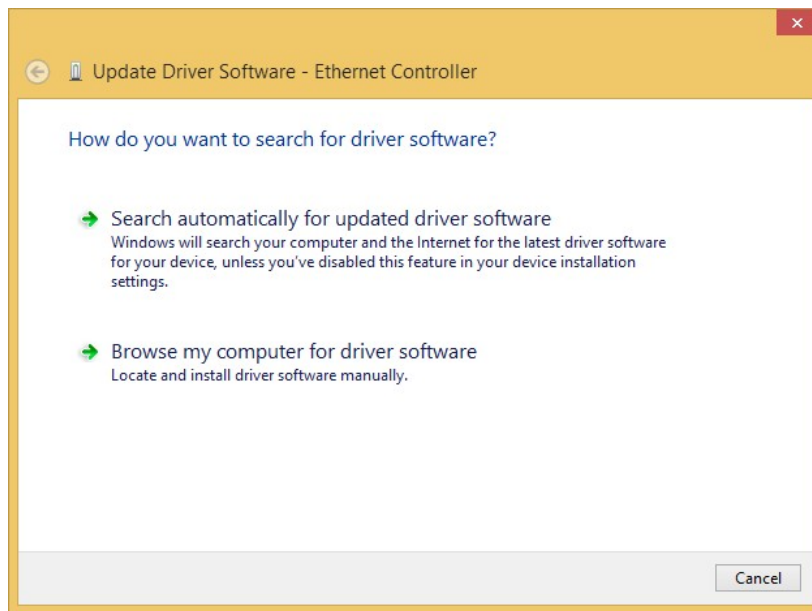 Update Driver Software - Ethernet Controller
How do you want to search for driver software?
Search automatically for updated driver software
Windows will search your computer and the Internet for the latest driver software
for your device, unless you've disabled this feature in your device installation
settings.
Browse my computer for driver software
Locate and install driver software manually.
Cancel